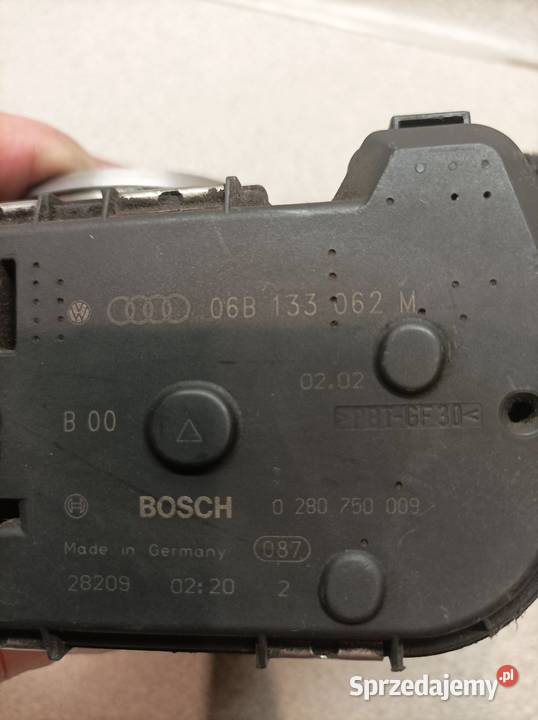 06B 133 062 M
02.02
B 00
>PBT-GF30<
BOSCH 0 280 750 009
Made in Germany 087
28209 02:20 2
Sprzedajemy.pl